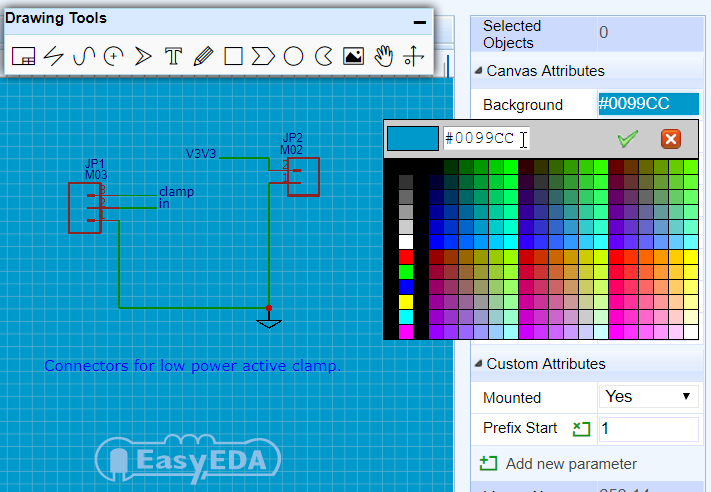 Drawing Tools
Selected Objects
0
Canvas Attributes
Background
#0099CC
#0099CC
JP2
M02
V3V3
2
1
JP1
M03
3
2
1
clamp
in
Connectors for low power active clamp.
EasyEDA
Custom Attributes
Mounted
Yes
Prefix Start
1
Add new parameter